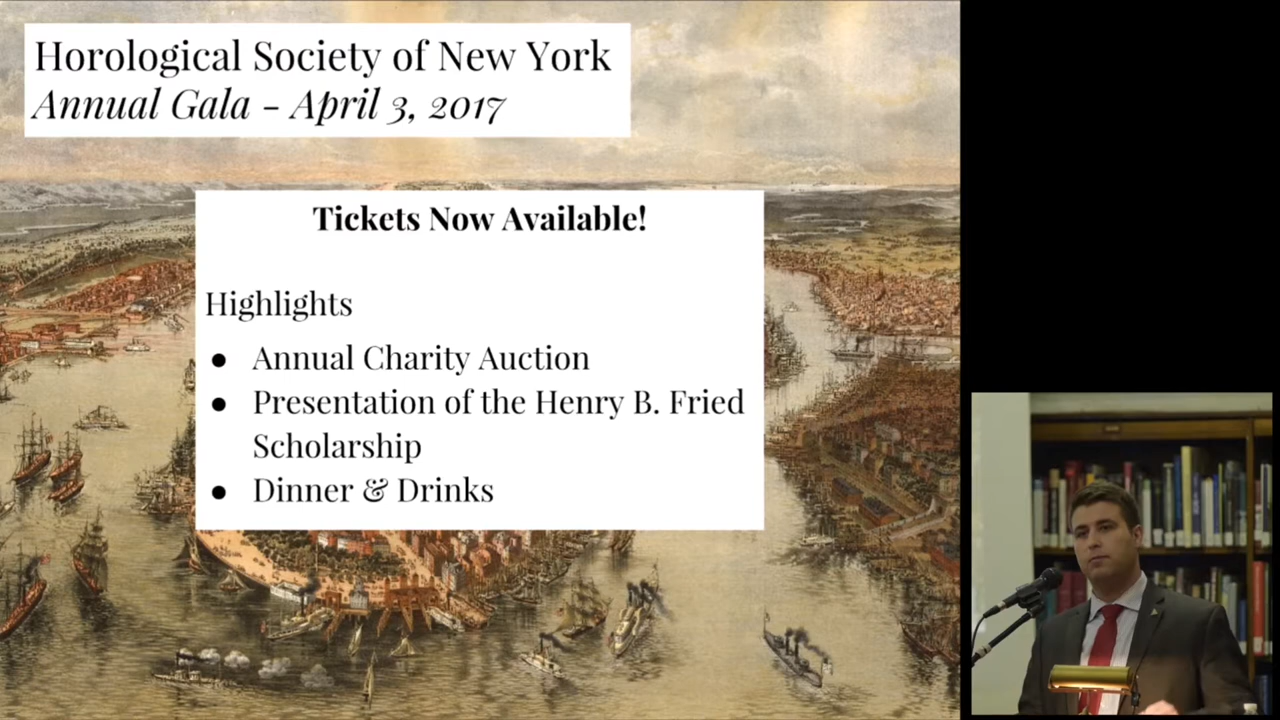 Horological Society of New York
Annual Gala - April 3, 2017
Tickets Now Available!
Highlights
● Annual Charity Auction
● Presentation of the Henry B. Fried
Scholarship
● Dinner & Drinks